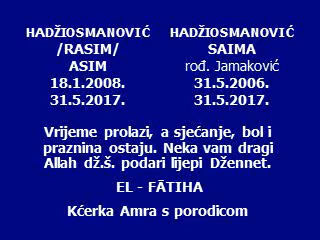 HADŽIOSMANOVIĆ HADŽIOSMANOVIĆ
/RASIM/ SAIMA
ASIM rođ. Jamaković
18.1.2008. 31.5.2006.
31.5.2017. 31.5.2017.
Vrijeme prolazi, a sjećanje, bol i
praznina ostaju. Neka vam dragi
Allah dž.š. podari lijepi Džennet.
EL - FĀTIHA
Kćerka Amra s porodicom